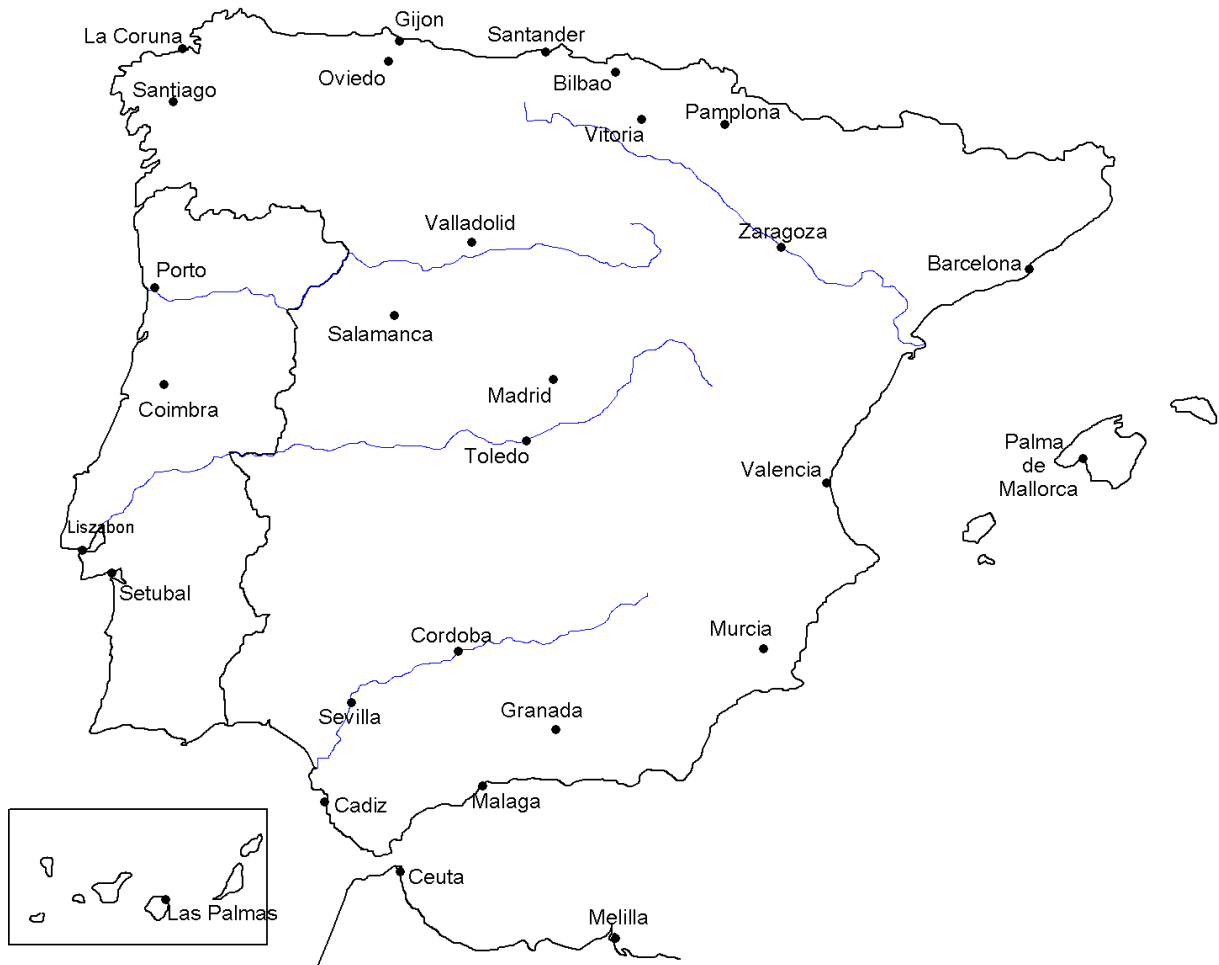 Gijon
La Coruna
Santander
Oviedo
Bilbao
Santiago
Pamplona
Vitoria
Valladolid
Zaragoza
Barcelona
Porto
Salamanca
Madrid
Coimbra
Toledo
Palma
de
Mallorca
Valencia
Liszabon
Setubal
Cordoba
Murcia
Sevilla
Granada
Cadiz
Malaga
Ceuta
Las Palmas
Melilla